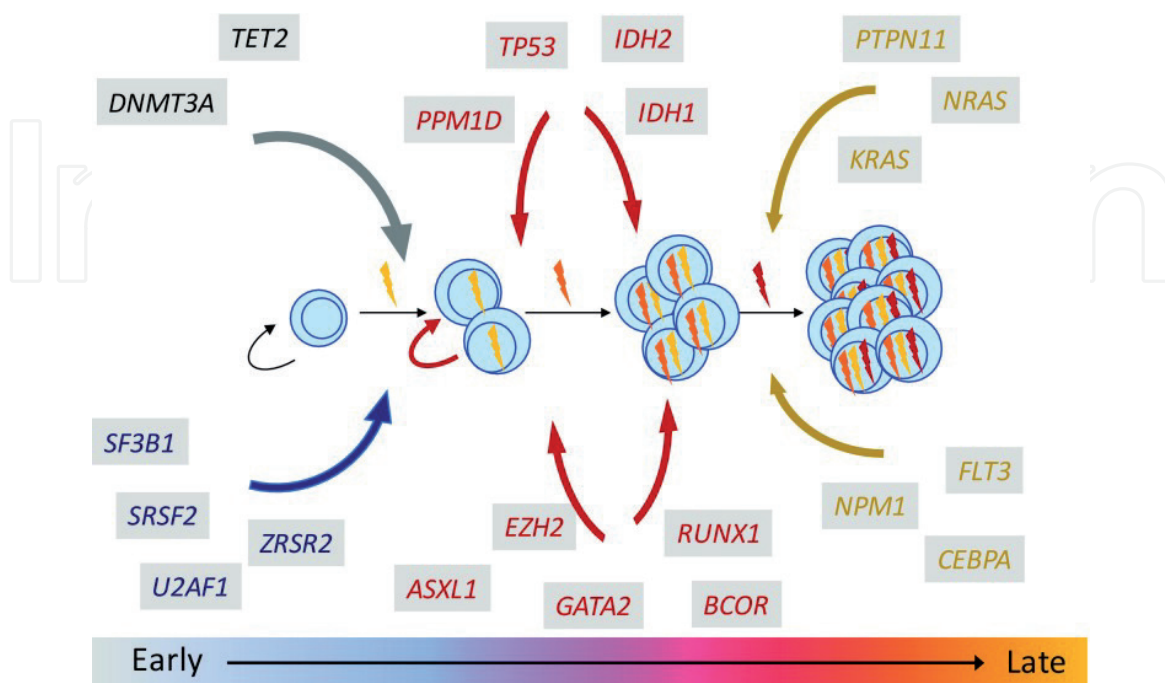 TET2
DNMT3A
TP53
IDH2
PPM1D
IDH1
PTPN11
NRAS
KRAS
SF3B1
SRSF2
ZRSR2
U2AF1
EZH2
RUNX1
ASXL1
GATA2
BCOR
FLT3
NPM1
CEBPA
Early
Late